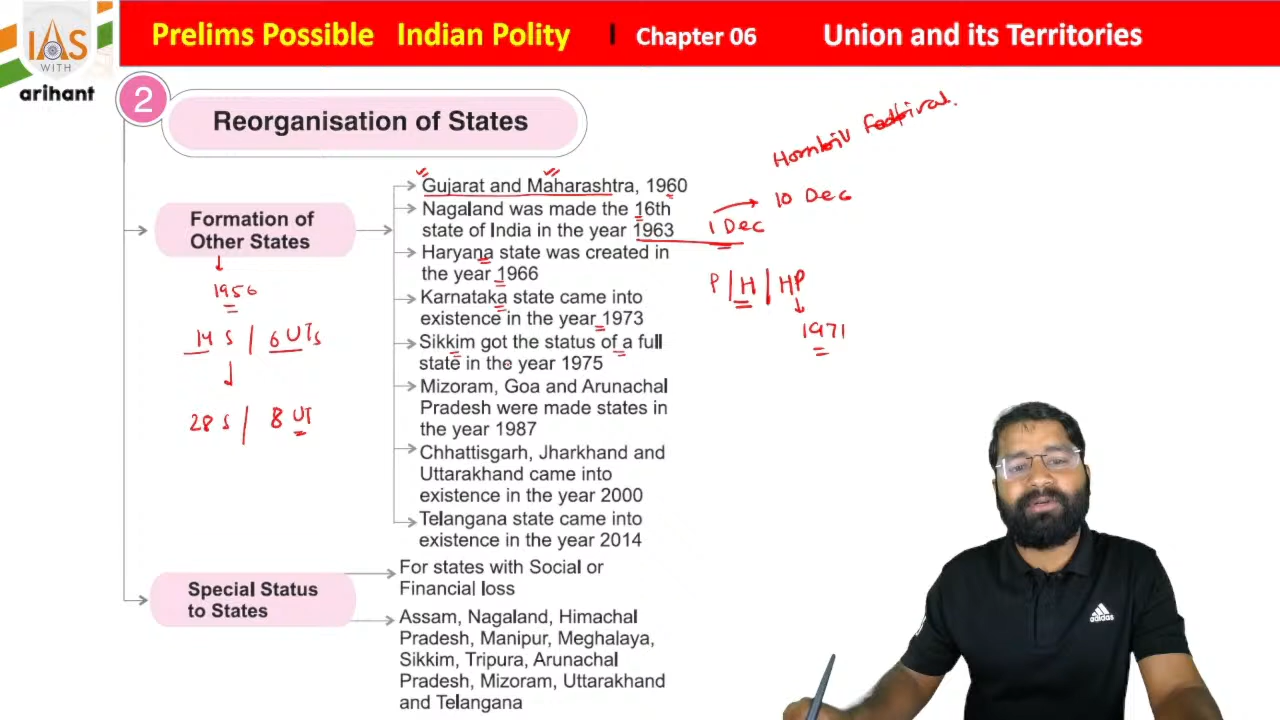 IAS
WITH
arihant
Prelims Possible Indian Polity | Chapter 06 Union and its Territories
2
Reorganisation of States
Formation of
Other States
Gujarat and Maharashtra, 1960
Nagaland was made the 16th
state of India in the year 1963
Haryana state was created in
the year 1966
Karnataka state came into
existence in the year 1973
Sikkim got the status of a full
state in the year 1975
Mizoram, Goa and Arunachal
Pradesh were made states in
the year 1987
Chhattisgarh, Jharkhand and
Uttarakhand came into
existence in the year 2000
Telangana state came into
existence in the year 2014
1956
14 S / 6 UTs
28 S / 8 UT
1 Dec
10 Dec
P / H / HP
1971
Special Status
to States
For states with Social or
Financial loss
Assam, Nagaland, Himachal
Pradesh, Manipur, Meghalaya,
Sikkim, Tripura, Arunachal
Pradesh, Mizoram, Uttarakhand
and Telangana
adidas